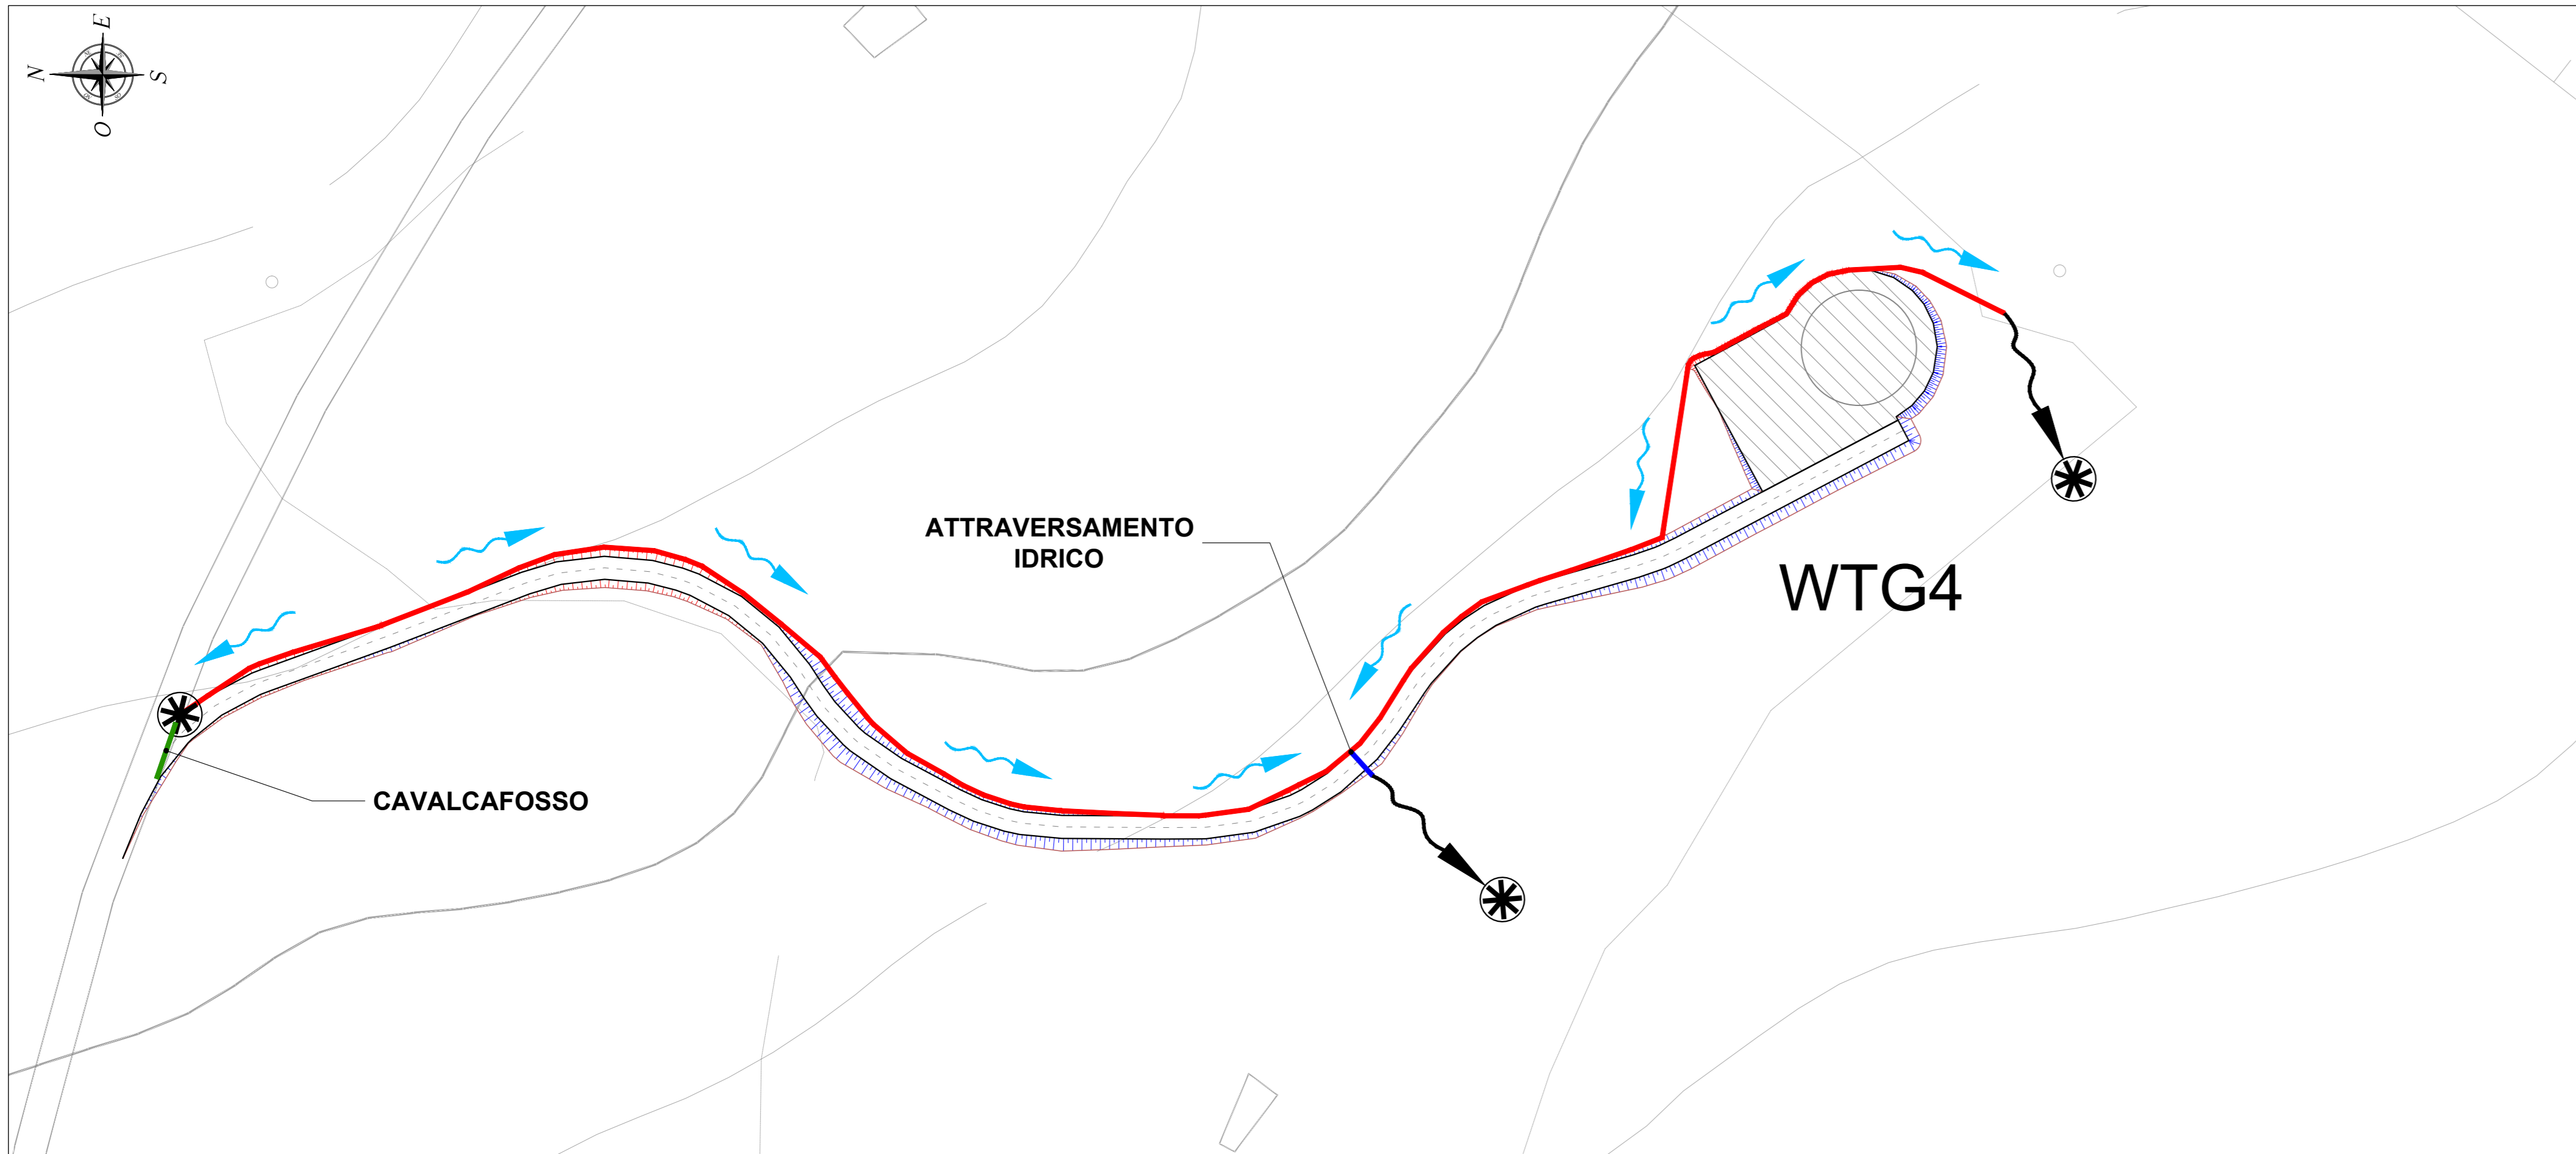 E
N
S
O
ATTRAVERSAMENTO
IDRICO
WTG4
CAVALCAFOSSO